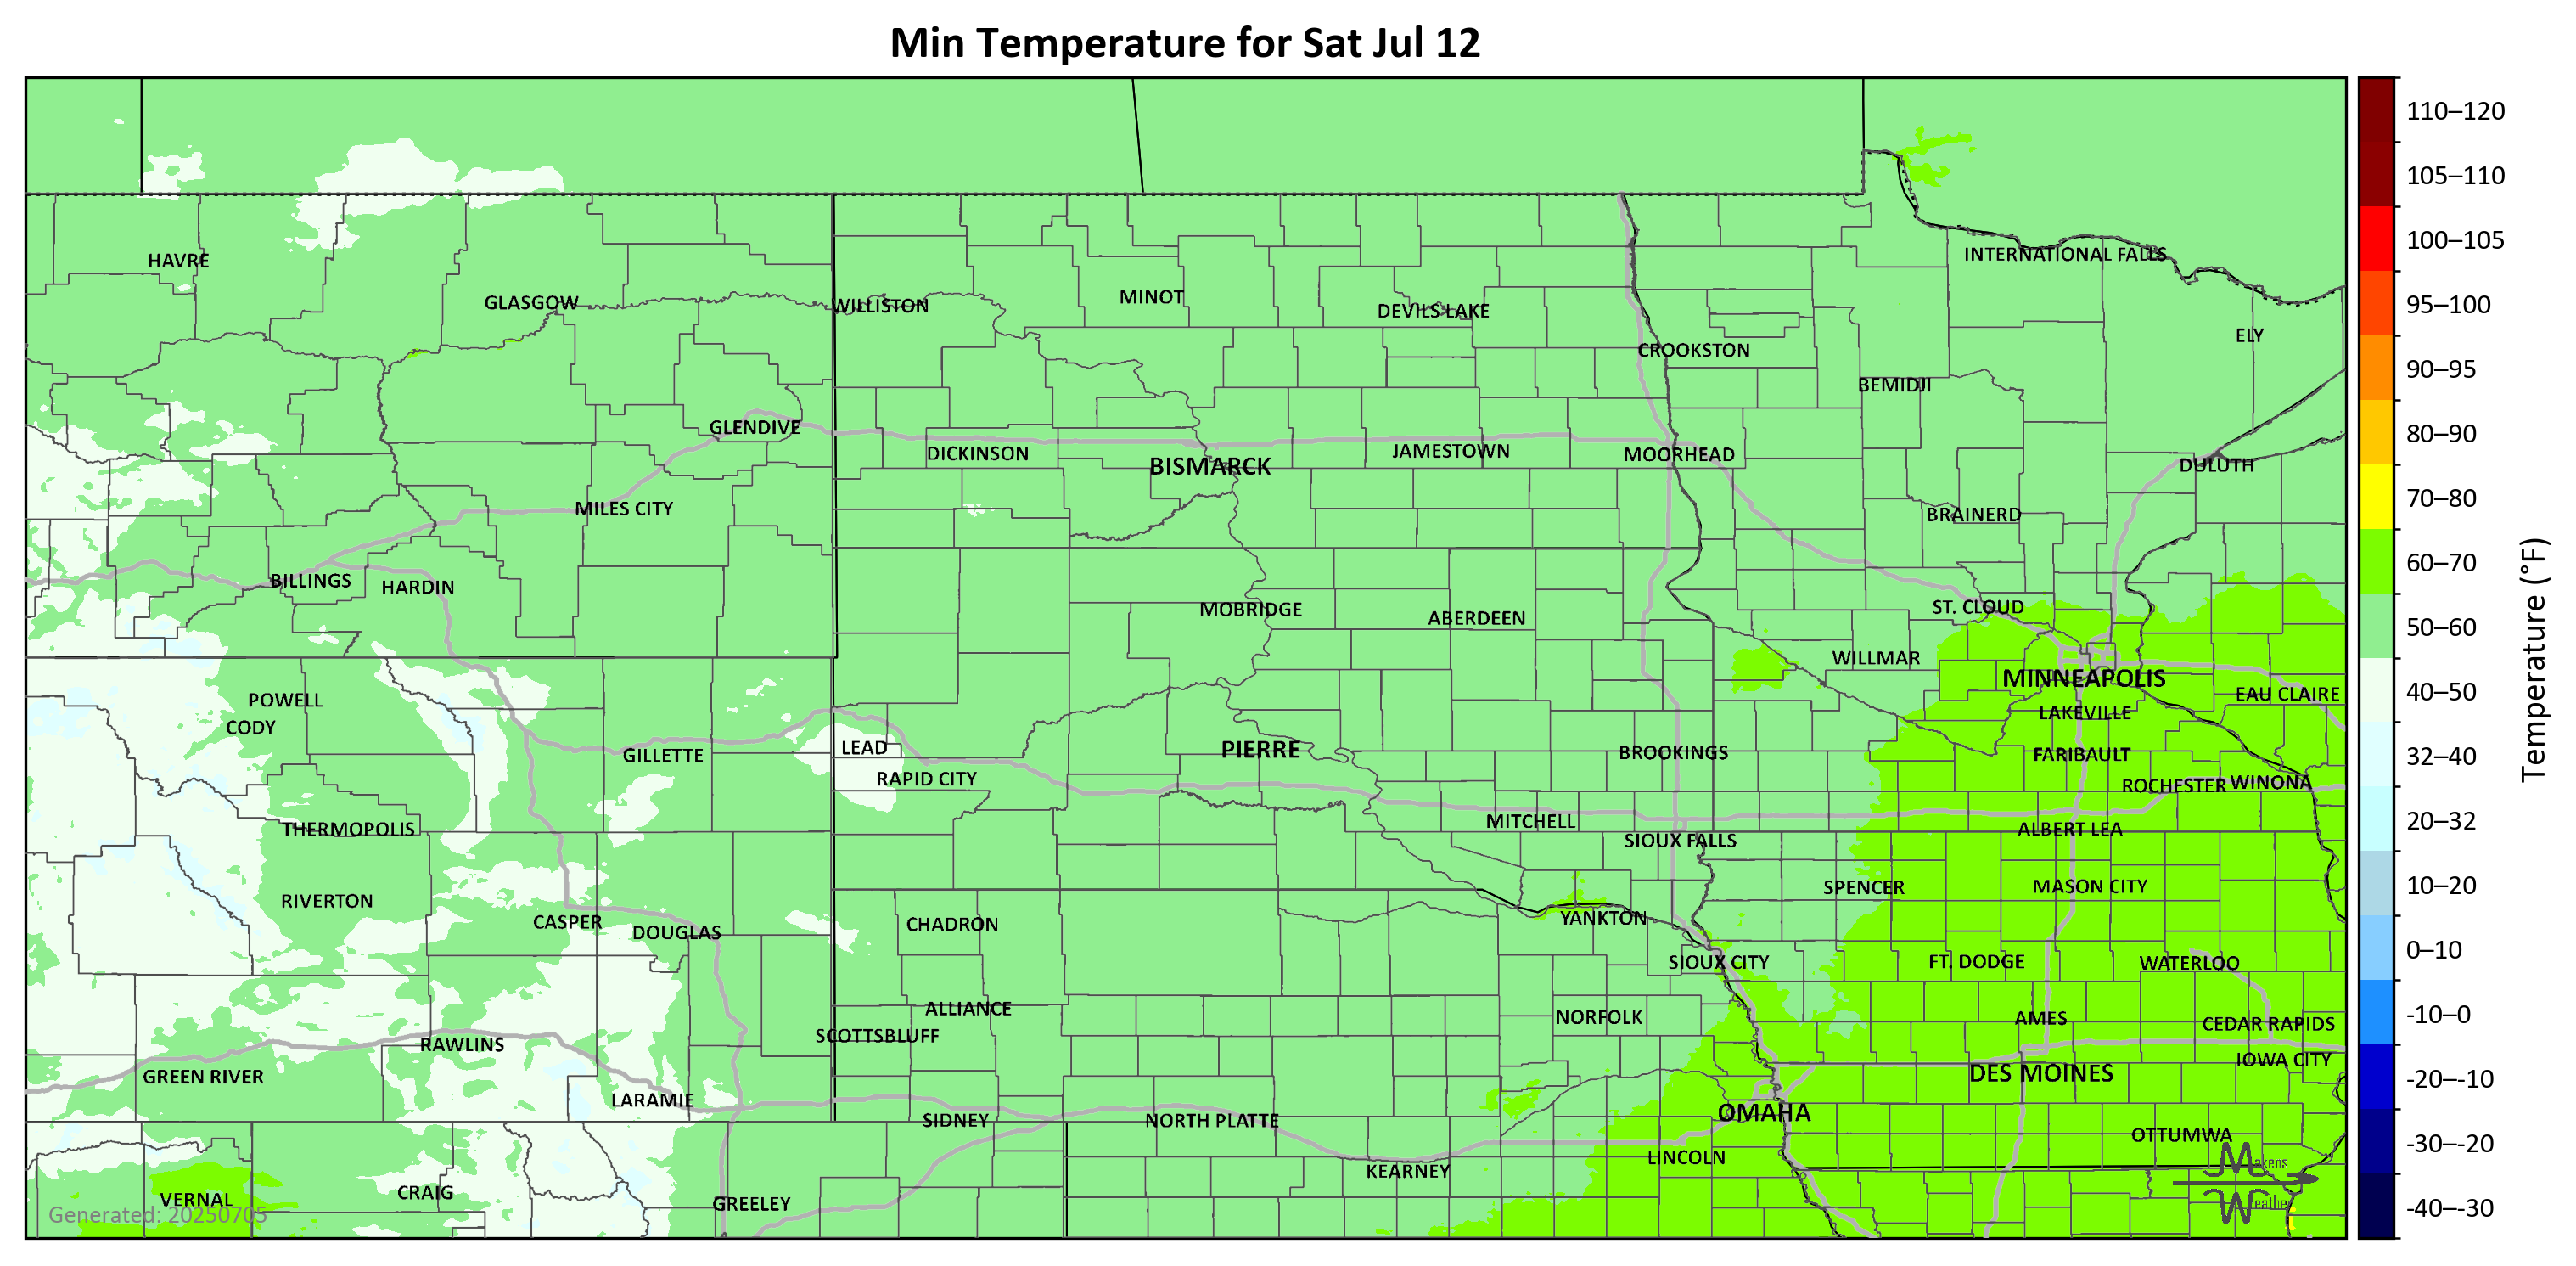 Min Temperature for Sat Jul 12
HAVRE
GLASGOW
WILLISTON
MINOT
DEVILS LAKE
CROOKSTON
INTERNATIONAL FALLS
ELY
BEMIDJI
GLENDIVE
DICKINSON
BISMARCK
JAMESTOWN
MOORHEAD
DULUTH
MILES CITY
BRAINERD
BILLINGS
HARDIN
MOBRIDGE
ABERDEEN
ST. CLOUD
WILLMAR
MINNEAPOLIS
EAU CLAIRE
POWELL
CODY
LAKEVILLE
GILLETTE
LEAD
PIERRE
BROOKINGS
FARIBAULT
RAPID CITY
ROCHESTER
WINONA
THERMOPOLIS
MITCHELL
SIOUX FALLS
ALBERT LEA
RIVERTON
SPENCER
MASON CITY
CASPER
DOUGLAS
CHADRON
YANKTON
SIOUX CITY
FT. DODGE
WATERLOO
ALLIANCE
NORFOLK
AMES
CEDAR RAPIDS
SCOTTSBLUFF
RAWLINS
IOWA CITY
GREEN RIVER
DES MOINES
LARAMIE
SIDNEY
NORTH PLATTE
OMAHA
OTTUMWA
LINCOLN
KEARNEY
VERNAL
CRAIG
GREELEY
Generated: 20250705
Makens
Weather
110–120
105–110
100–105
95–100
90–95
80–90
70–80
60–70
50–60
40–50
32–40
20–32
10–20
0–10
-10–0
-20–-10
-30–-20
-40–-30
Temperature (°F)